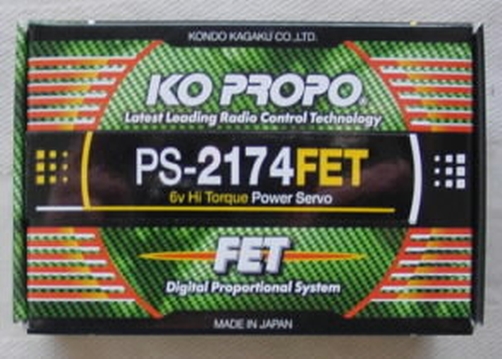 KONDO KAGAKU CO.,LTD.
KO PROPO
Latest Leading Radio Control Technology
PS-2174FET
6v Hi Torque Power Servo
FET
Digital Proportional System
MADE IN JAPAN